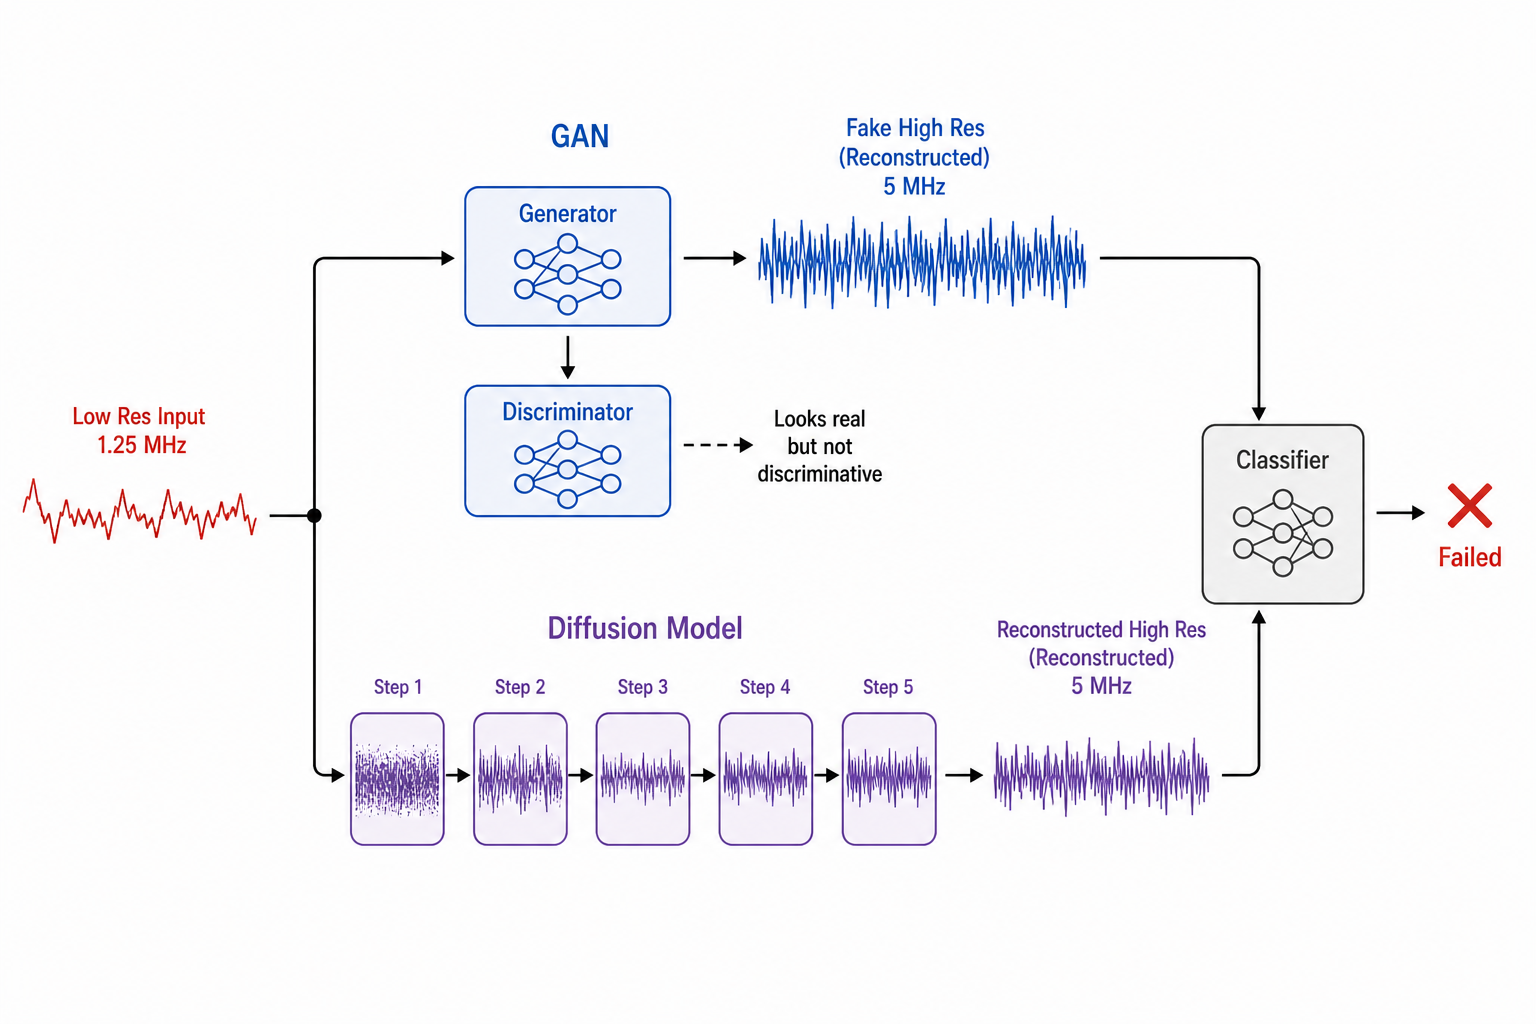 GAN
Fake High Res
(Reconstructed)
5 MHz
Generator
Discriminator
Looks real
but not
discriminative
Low Res Input
1.25 MHz
Classifier
Failed
Diffusion Model
Reconstructed High Res
(Reconstructed)
5 MHz
Step 1
Step 2
Step 3
Step 4
Step 5